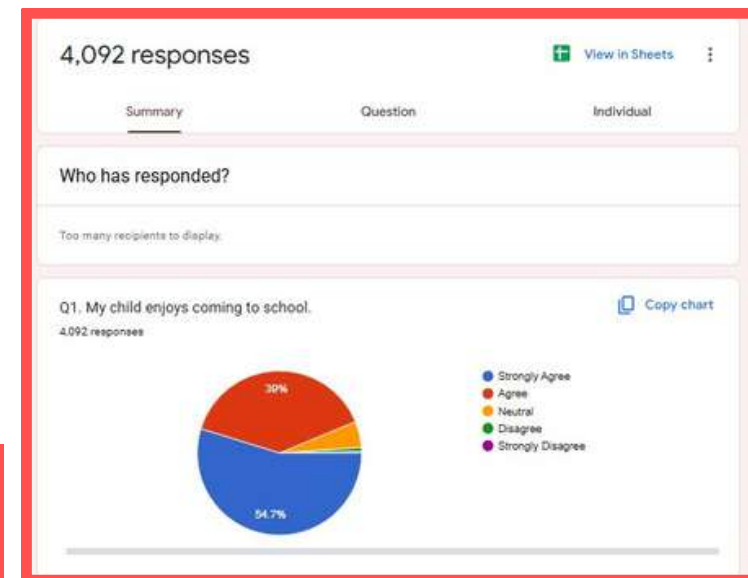 4,092 responses
View in Sheets
Summary Question Individual
Who has responded?
Too many recipients to display.
Q1. My child enjoys coming to school.
Copy chart
4,092 responses
39%
54.7%
Strongly Agree
Agree
Neutral
Disagree
Strongly Disagree